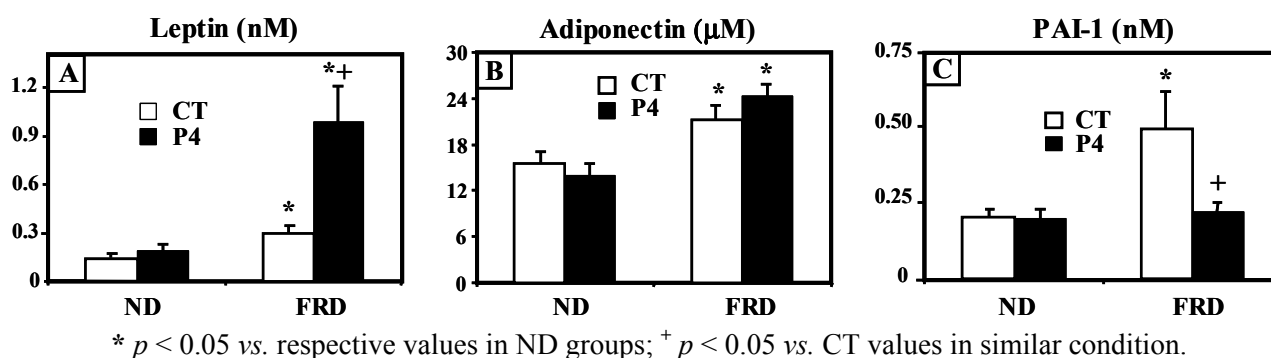 Leptin (nM)
A
1.2
0.9
0.6
0.3
0
CT
P4
*
*+
ND
FRD
Adiponectin (µM)
B
30
24
18
12
6
0
CT
P4
*
*
ND
FRD
PAI-1 (nM)
C
0.75
0.50
0.25
0
CT
P4
*
+
ND
FRD
* p < 0.05 vs. respective values in ND groups; + p < 0.05 vs. CT values in similar condition.